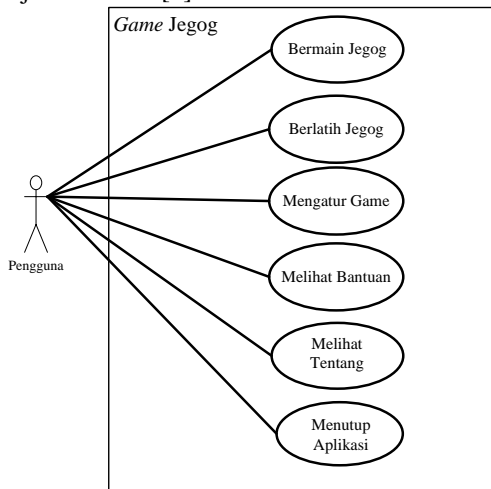 Game Jegog
Bermain Jegog
Berlatih Jegog
Mengatur Game
Pengguna
Melihat Bantuan
Melihat
Tentang
Menutup
Aplikasi